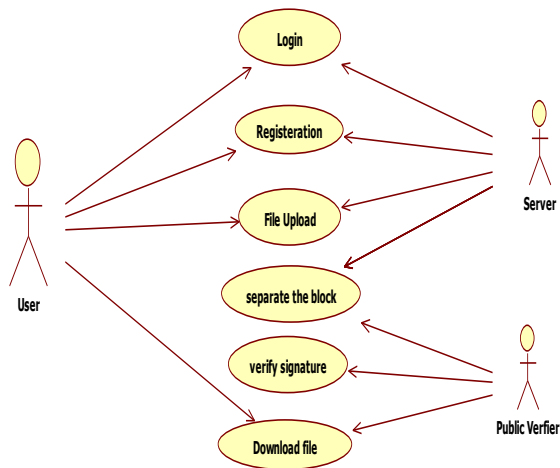 Login
Registeration
Server
File Upload
User
separate the block
verify signature
Public Verfier
Download file